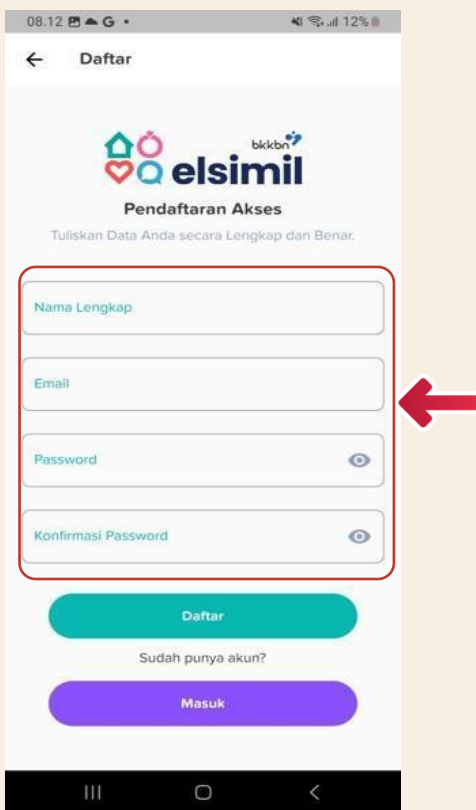 08.12 G • 12%
Daftar
bkkbn
elsimil
Pendaftaran Akses
Tuliskan Data Anda secara Lengkap dan Benar.
Nama Lengkap
Email
Password
Konfirmasi Password
Daftar
Sudah punya akun?
Masuk